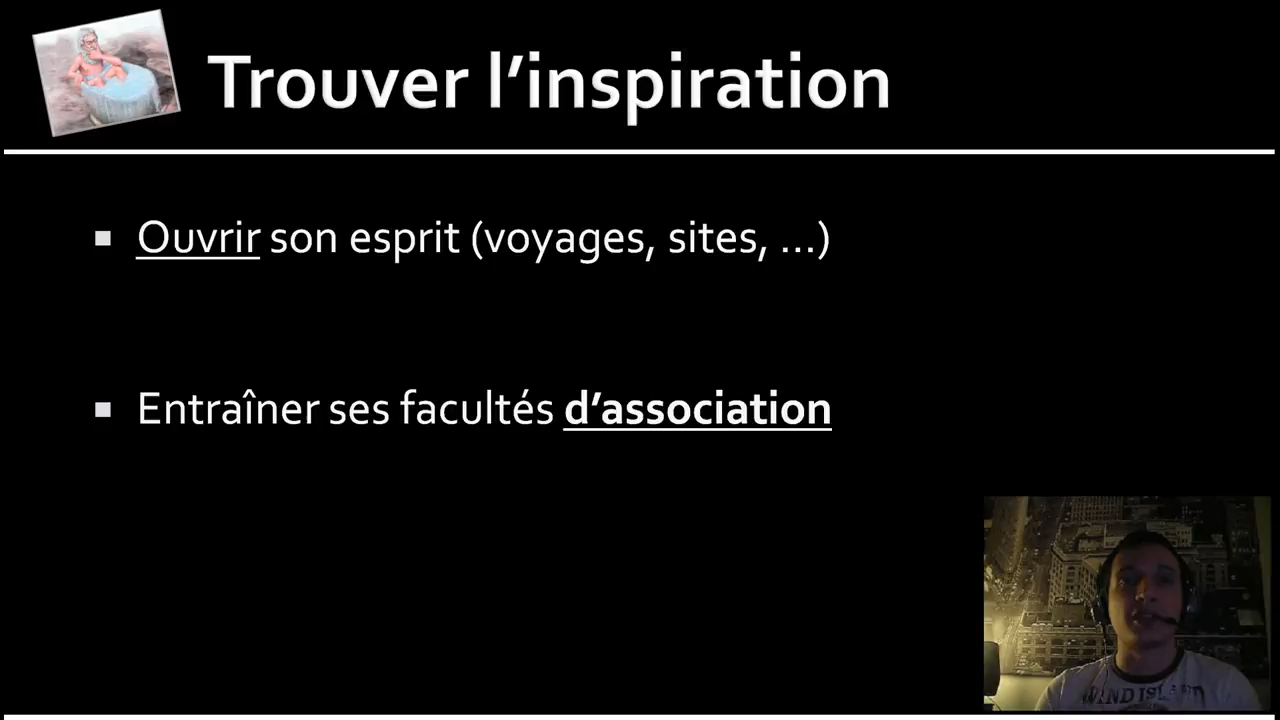 Trouver l’inspiration
Ouvrir son esprit (voyages, sites, …)
Entraîner ses facultés d’association